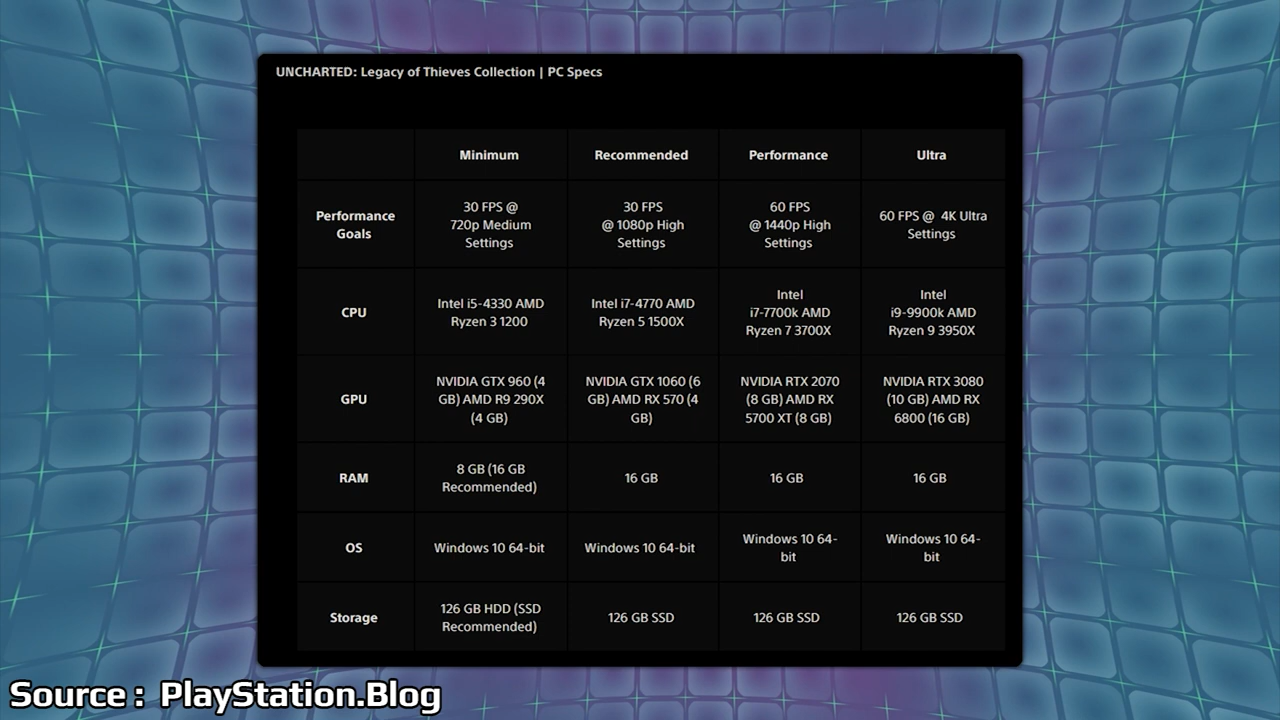 UNCHARTED: Legacy of Thieves Collection | PC Specs
Minimum
Recommended
Performance
Ultra
Performance
Goals
30 FPS @
720p Medium
Settings
30 FPS
@ 1080p High
Settings
60 FPS
@ 1440p High
Settings
60 FPS @ 4K Ultra
Settings
CPU
Intel i5-4330 AMD
Ryzen 3 1200
Intel i7-4770 AMD
Ryzen 5 1500X
Intel
i7-7700k AMD
Ryzen 7 3700X
Intel
i9-9900k AMD
Ryzen 9 3950X
GPU
NVIDIA GTX 960 (4
GB) AMD R9 290X
(4 GB)
NVIDIA GTX 1060 (6
GB) AMD RX 570 (4
GB)
NVIDIA RTX 2070
(8 GB) AMD RX
5700 XT (8 GB)
NVIDIA RTX 3080
(10 GB) AMD RX
6800 (16 GB)
RAM
8 GB (16 GB
Recommended)
16 GB
16 GB
16 GB
OS
Windows 10 64-bit
Windows 10 64-bit
Windows 10 64-
bit
Windows 10 64-
bit
Storage
126 GB HDD (SSD
Recommended)
126 GB SSD
126 GB SSD
126 GB SSD
Source : PlayStation.Blog